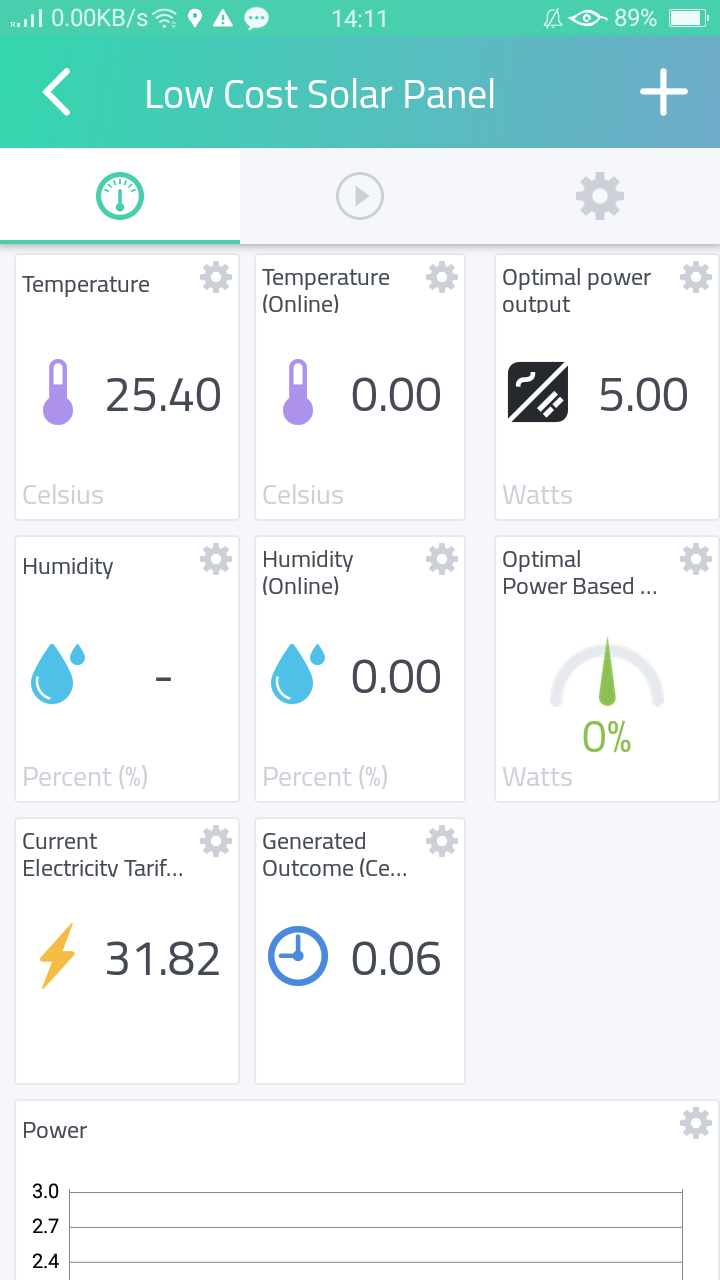 0.00KB/s 14:11 89%
Low Cost Solar Panel
Temperature
25.40
Celsius
Temperature
(Online)
0.00
Celsius
Optimal power
output
5.00
Watts
Humidity
-
Percent (%)
Humidity
(Online)
0.00
Percent (%)
Optimal
Power Based ...
0%
Watts
Current
Electricity Tarif...
31.82
Generated
Outcome (Ce...
0.06
Power
3.0
2.7
2.4